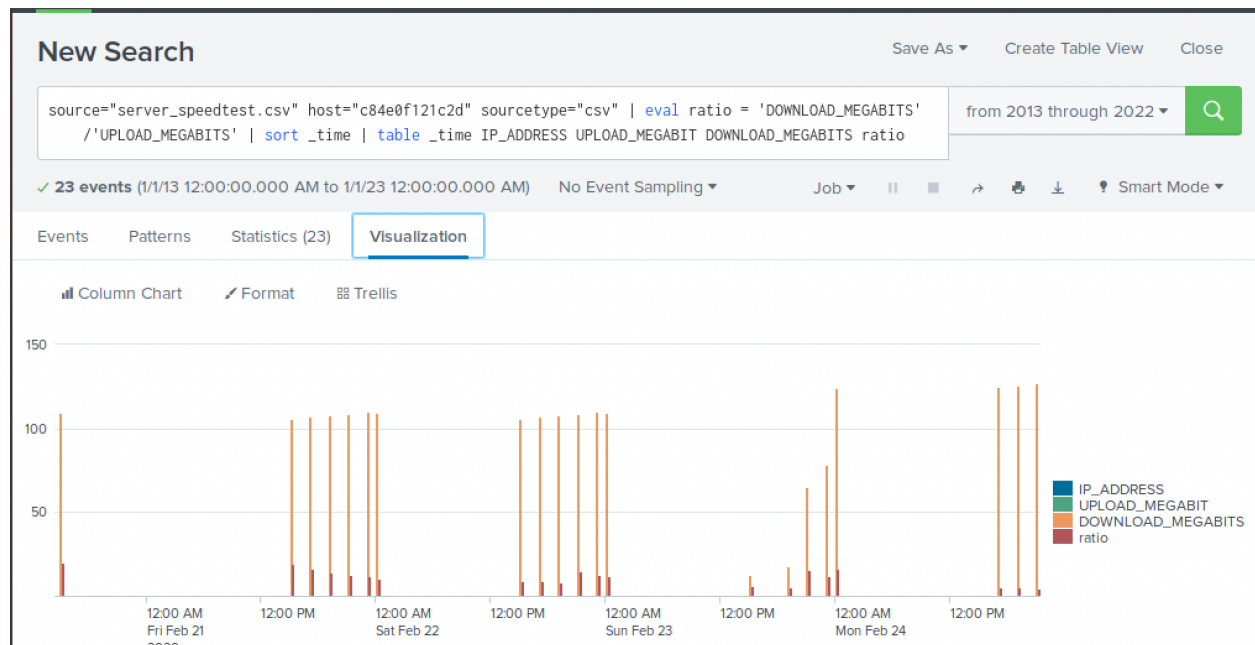 New Search
Save As ▾ Create Table View Close
source="server_speedtest.csv" host="c84e0f121c2d" sourcetype="csv" | eval ratio = 'DOWNLOAD_MEGABITS'
/'UPLOAD_MEGABITS' | sort _time | table _time IP_ADDRESS UPLOAD_MEGABIT DOWNLOAD_MEGABITS ratio
from 2013 through 2022 ▾
✓ 23 events (1/1/13 12:00:00.000 AM to 1/1/23 12:00:00.000 AM) No Event Sampling ▾ Job ▾ Smart Mode ▾
Events Patterns Statistics (23) Visualization
Column Chart Format Trellis
150
100
50
IP_ADDRESS
UPLOAD_MEGABIT
DOWNLOAD_MEGABITS
ratio
12:00 AM 12:00 PM 12:00 AM 12:00 PM 12:00 AM 12:00 PM 12:00 AM 12:00 PM
Fri Feb 21 Sat Feb 22 Sun Feb 23 Mon Feb 24